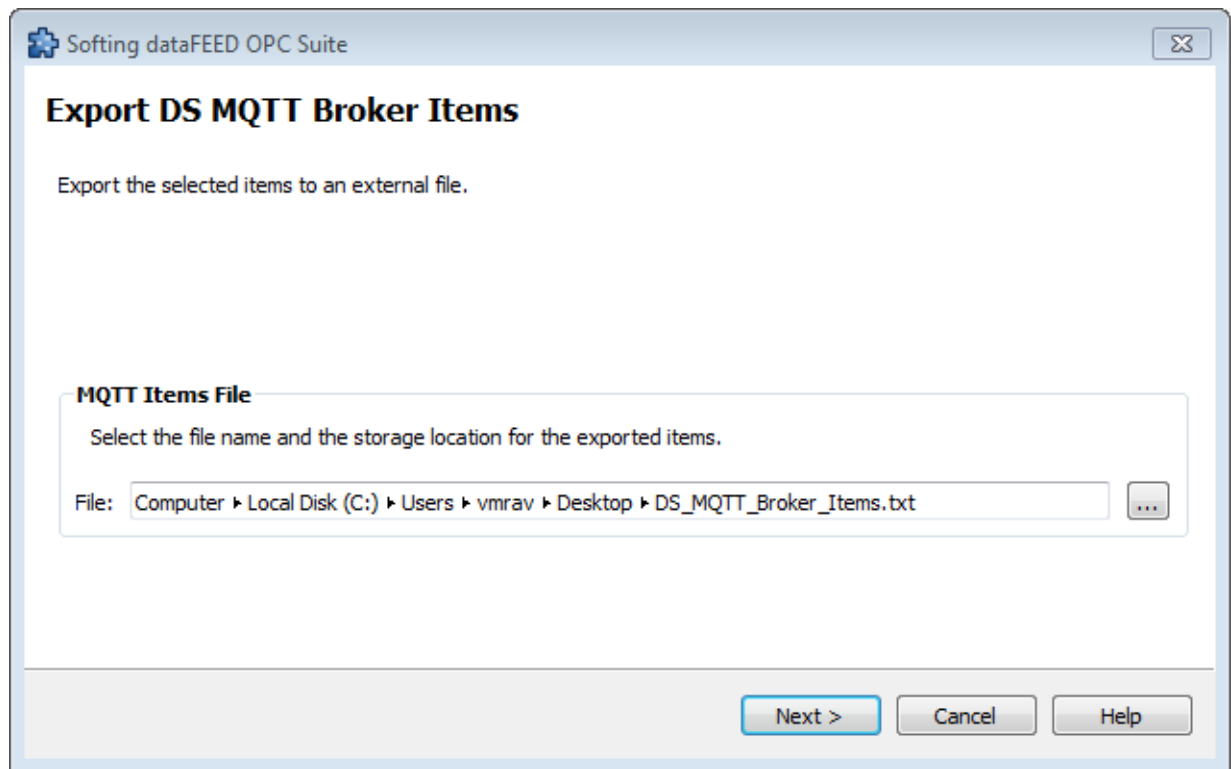 Softing dataFEED OPC Suite
Export DS MQTT Broker Items
Export the selected items to an external file.
MQTT Items File
Select the file name and the storage location for the exported items.
File: Computer ▸ Local Disk (C:) ▸ Users ▸ vmrav ▸ Desktop ▸ DS_MQTT_Broker_Items.txt ...
Next > Cancel Help